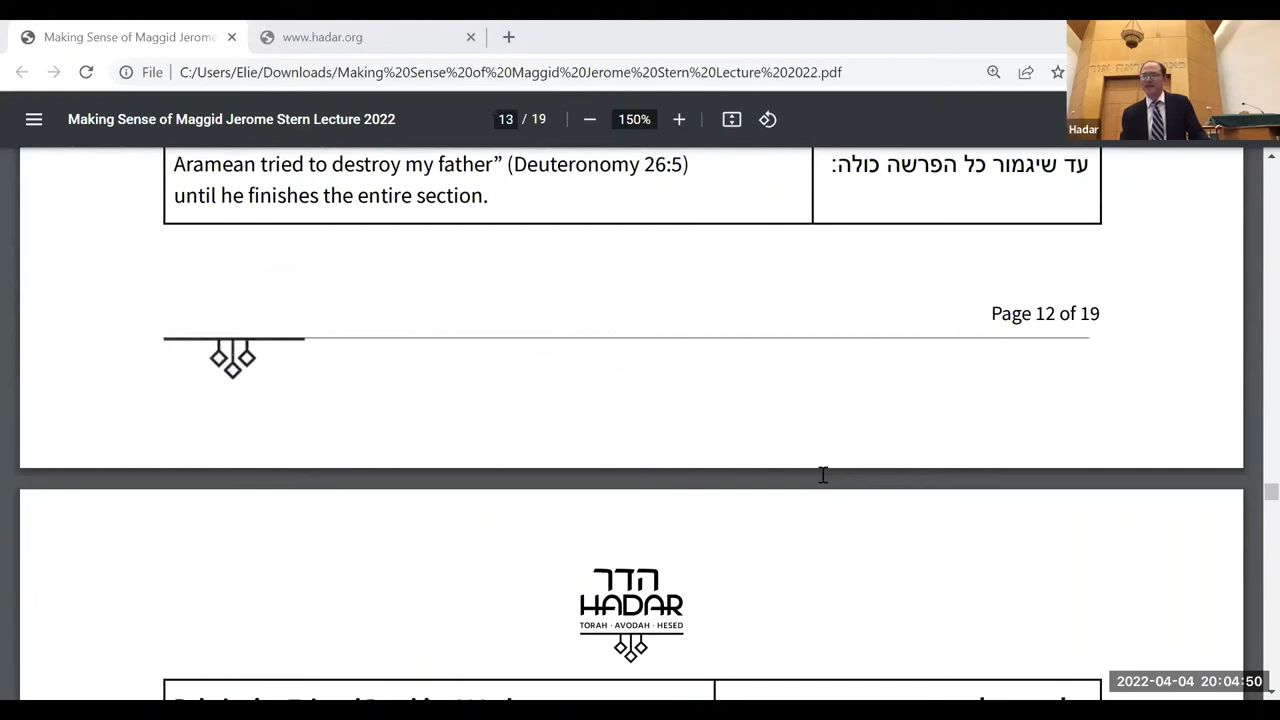 Making Sense of Maggid Jerome
www.hadar.org
File
C:/Users/Elie/Downloads/Making%20Sense%20of%20Maggid%20Jerome%20Stern%20Lecture%202022.pdf
Making Sense of Maggid Jerome Stern Lecture 2022
13 / 19
150%
Hadar
Aramean tried to destroy my father” (Deuteronomy 26:5)
until he finishes the entire section.
עד שיגמור כל הפרשה כולה:
Page 12 of 19
הדר
HADAR
TORAH · AVODAH · HESED
2022-04-04 20:04:50